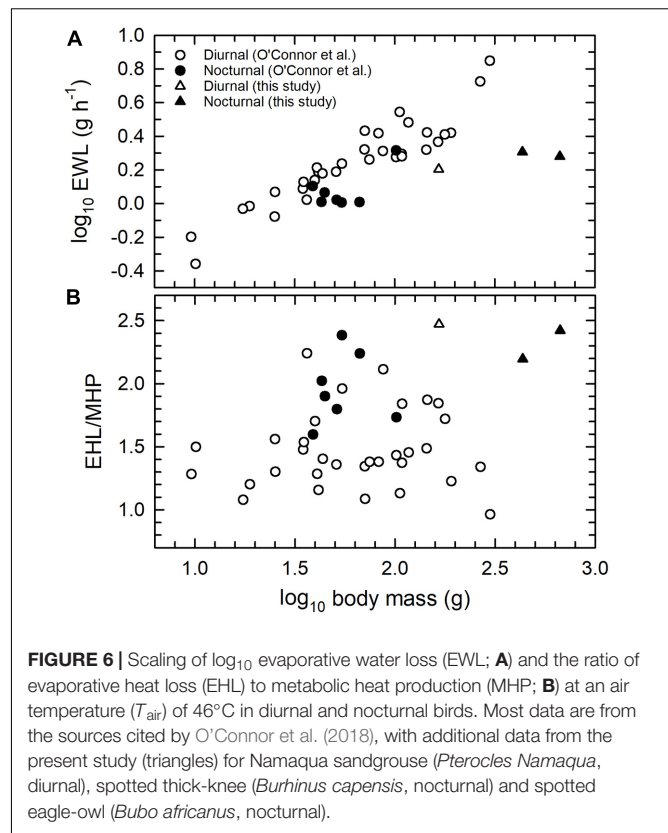 A
1.0
0.8
0.6
0.4
0.2
0.0
-0.2
-0.4
log10 EWL (g h-1)
Diurnal (O'Connor et al.)
Nocturnal (O'Connor et al.)
Diurnal (this study)
Nocturnal (this study)
B
2.5
2.0
1.5
1.0
EHL/MHP
1.0 1.5 2.0 2.5 3.0
log10 body mass (g)
FIGURE 6 | Scaling of log10 evaporative water loss (EWL; A) and the ratio of
evaporative heat loss (EHL) to metabolic heat production (MHP; B) at an air
temperature (Tair) of 46°C in diurnal and nocturnal birds. Most data are from
the sources cited by O'Connor et al. (2018), with additional data from the
present study (triangles) for Namaqua sandgrouse (Pterocles Namaqua,
diurnal), spotted thick-knee (Burhinus capensis, nocturnal) and spotted
eagle-owl (Bubo africanus, nocturnal).